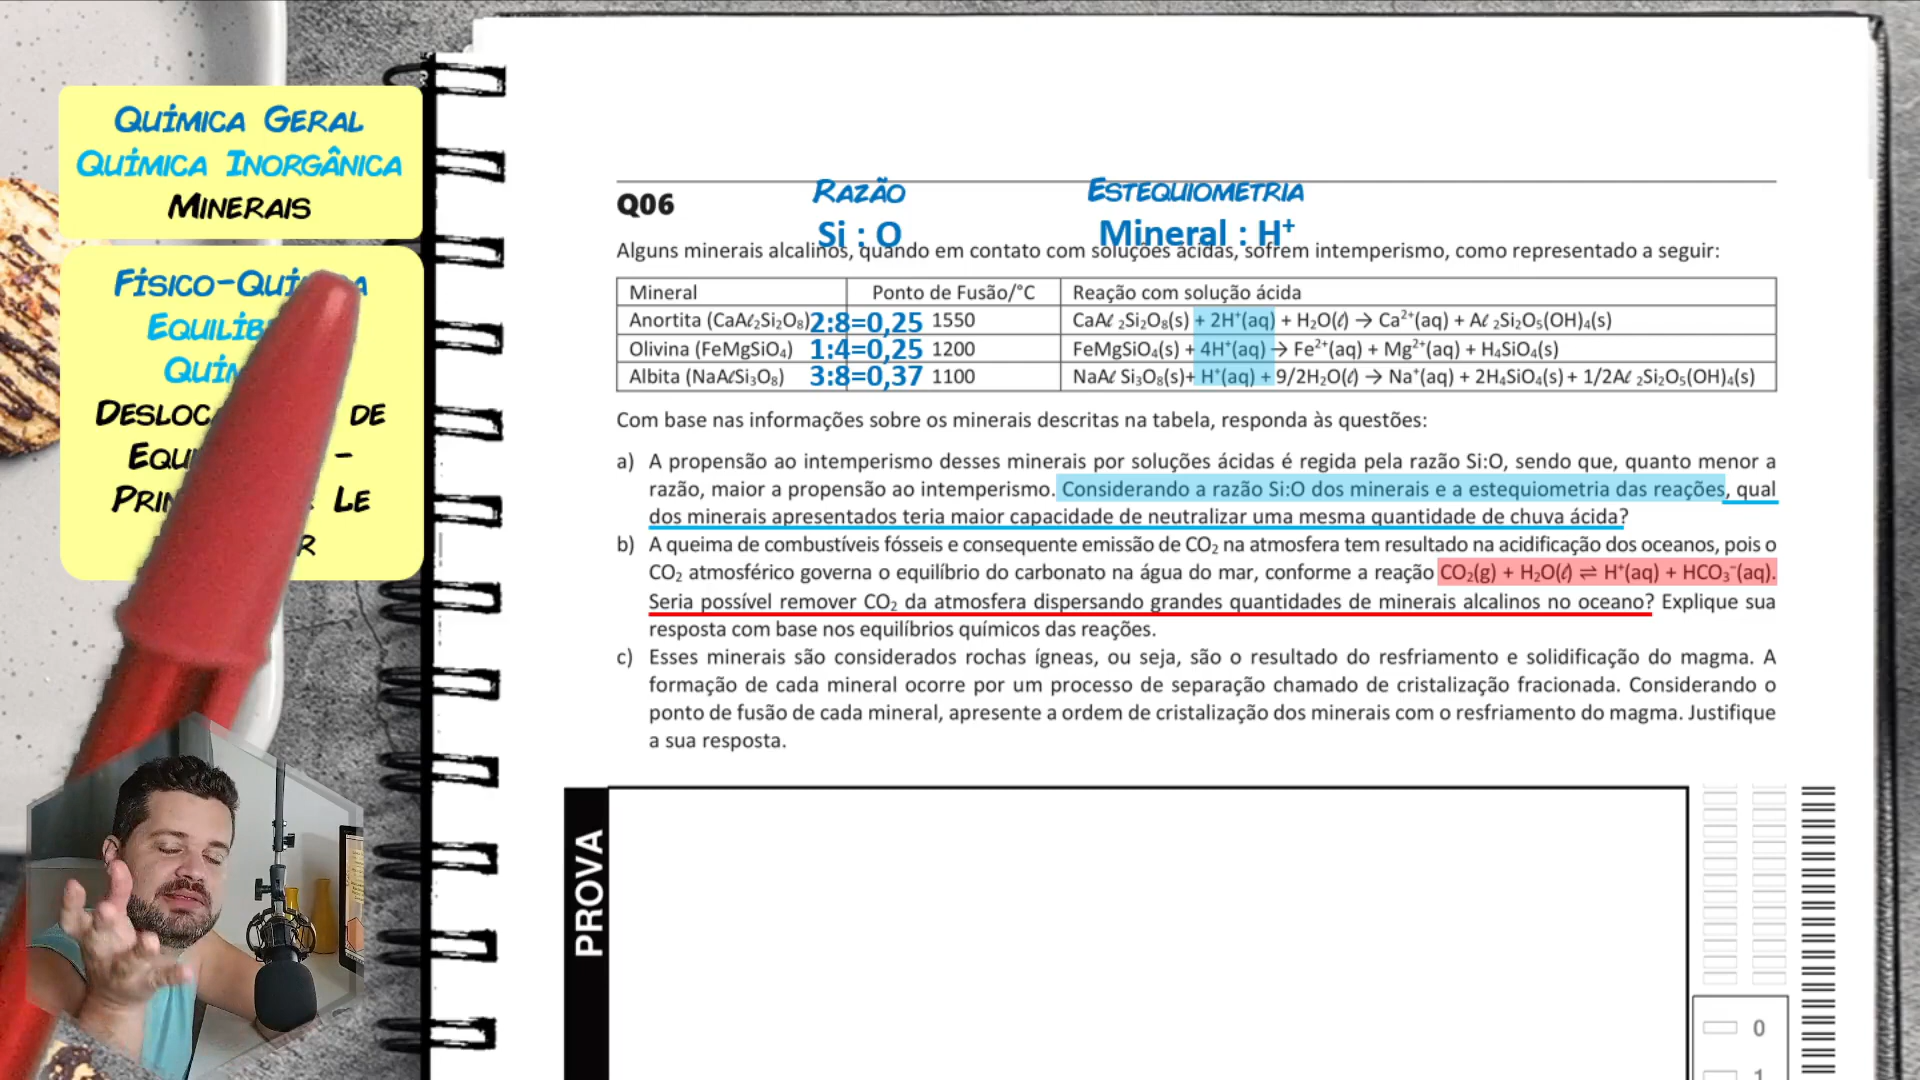 QUÍMICA GERAL
QUÍMICA INORGÂNICA
MINERAIS
FÍSICO-QUÍ A
EQUILÍB
QUÍM
DESLOC DE
EQUI –
PRIN LE
R
Q06
RAZÃO
Si : O
ESTEQUIOMETRIA
Mineral : H⁺
Alguns minerais alcalinos, quando em contato com soluções ácidas, sofrem intemperismo, como representado a seguir:
Mineral Ponto de Fusão/°C Reação com solução ácida
Anortita (CaAℓ₂Si₂O₈) 2:8=0,25 1550 CaAℓ ₂Si₂O₈(s) + 2H⁺(aq) + H₂O(ℓ) → Ca²⁺(aq) + Aℓ ₂Si₂O₅(OH)₄(s)
Olivina (FeMgSiO₄) 1:4=0,25 1200 FeMgSiO₄(s) + 4H⁺(aq) → Fe²⁺(aq) + Mg²⁺(aq) + H₄SiO₄(s)
Albita (NaAℓSi₃O₈) 3:8=0,37 1100 NaAℓ Si₃O₈(s)+ H⁺(aq) + 9/2H₂O(ℓ) → Na⁺(aq) + 2H₄SiO₄(s) + 1/2Aℓ ₂Si₂O₅(OH)₄(s)
Com base nas informações sobre os minerais descritas na tabela, responda às questões:
a) A propensão ao intemperismo desses minerais por soluções ácidas é regida pela razão Si:O, sendo que, quanto menor a
razão, maior a propensão ao intemperismo. Considerando a razão Si:O dos minerais e a estequiometria das reações, qual
dos minerais apresentados teria maior capacidade de neutralizar uma mesma quantidade de chuva ácida?
b) A queima de combustíveis fósseis e consequente emissão de CO₂ na atmosfera tem resultado na acidificação dos oceanos, pois o
CO₂ atmosférico governa o equilíbrio do carbonato na água do mar, conforme a reação CO₂(g) + H₂O(ℓ) ⇌ H⁺(aq) + HCO₃⁻(aq).
Seria possível remover CO₂ da atmosfera dispersando grandes quantidades de minerais alcalinos no oceano? Explique sua
resposta com base nos equilíbrios químicos das reações.
c) Esses minerais são considerados rochas ígneas, ou seja, são o resultado do resfriamento e solidificação do magma. A
formação de cada mineral ocorre por um processo de separação chamado de cristalização fracionada. Considerando o
ponto de fusão de cada mineral, apresente a ordem de cristalização dos minerais com o resfriamento do magma. Justifique
a sua resposta.
PROVA
0
1